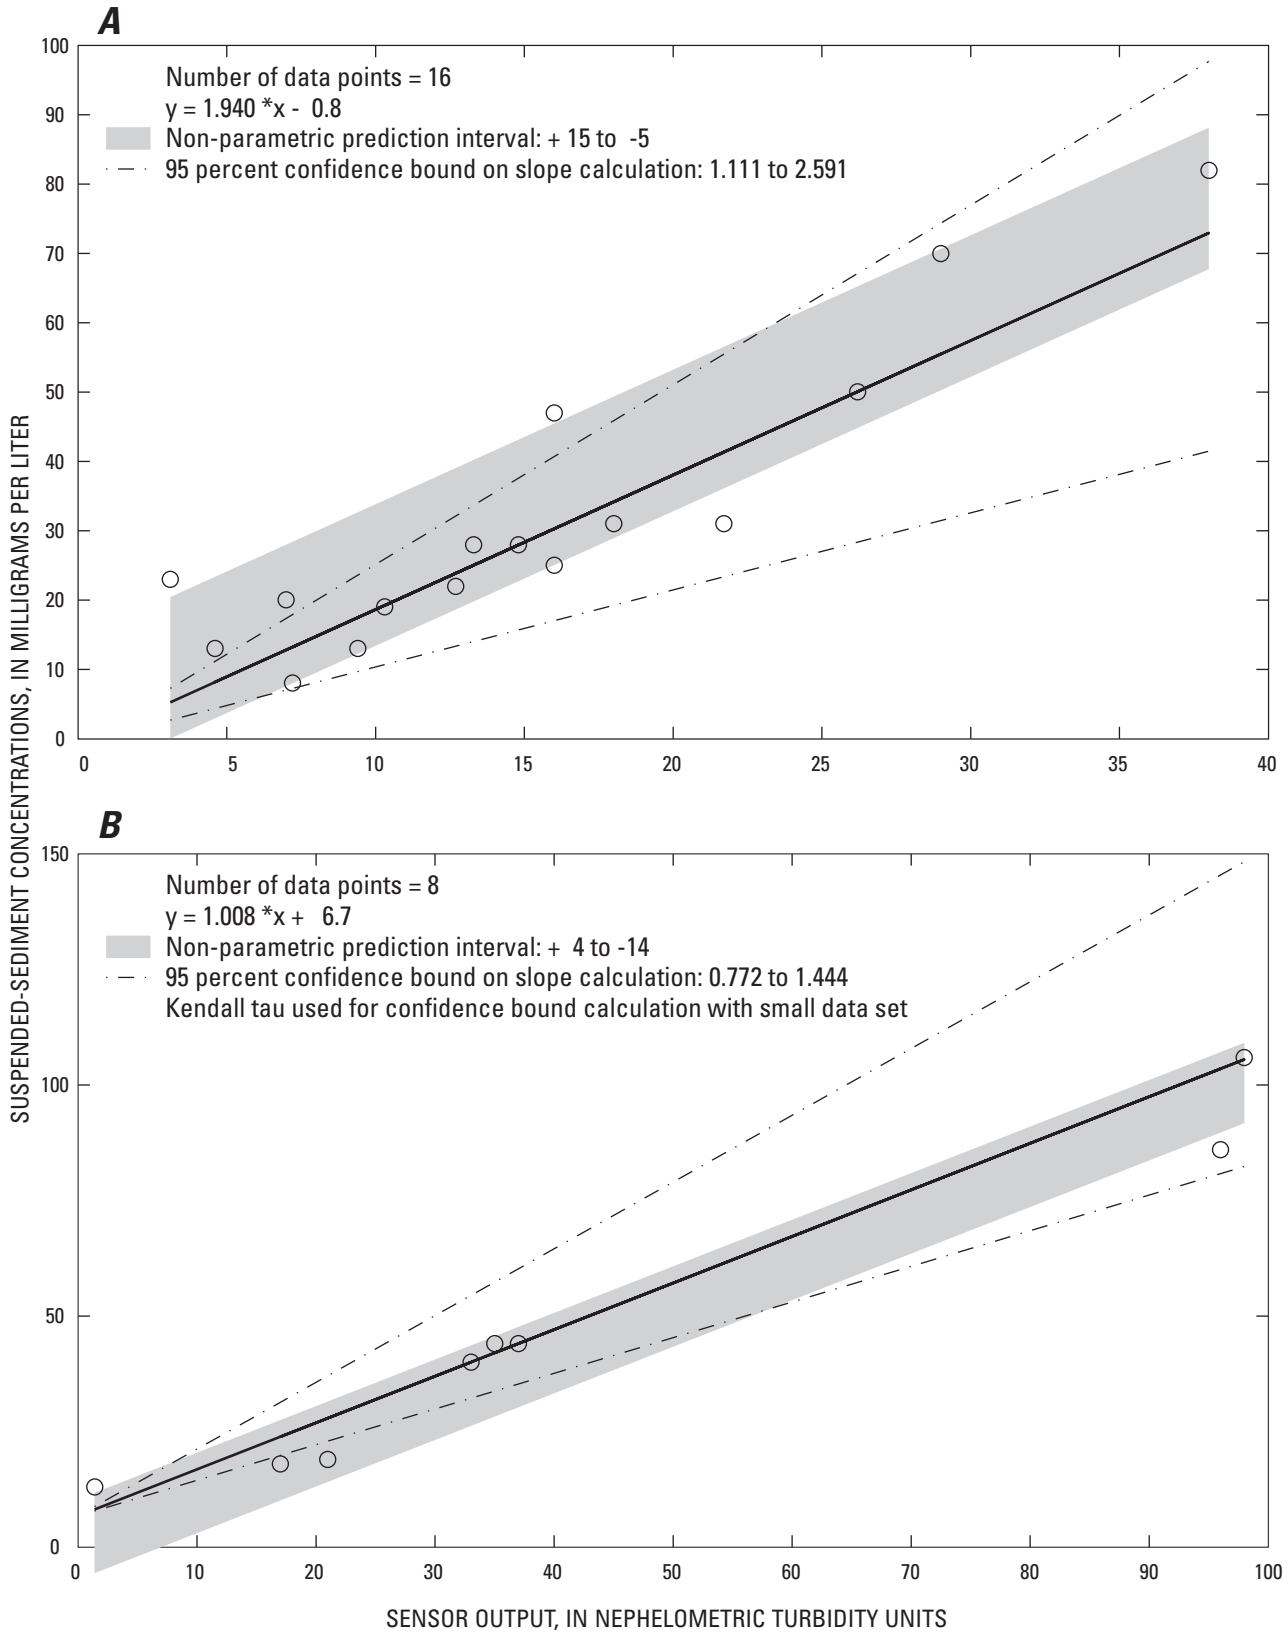 A
100
90
80
70
60
50
40
30
20
10
0
Number of data points = 16
y = 1.940 *x - 0.8
Non-parametric prediction interval: + 15 to -5
95 percent confidence bound on slope calculation: 1.111 to 2.591
0 5 10 15 20 25 30 35 40
SUSPENDED-SEDIMENT CONCENTRATIONS, IN MILLIGRAMS PER LITER
B
150
100
50
0
Number of data points = 8
y = 1.008 *x + 6.7
Non-parametric prediction interval: + 4 to -14
95 percent confidence bound on slope calculation: 0.772 to 1.444
Kendall tau used for confidence bound calculation with small data set
0 10 20 30 40 50 60 70 80 90 100
SENSOR OUTPUT, IN NEPHELOMETRIC TURBIDITY UNITS